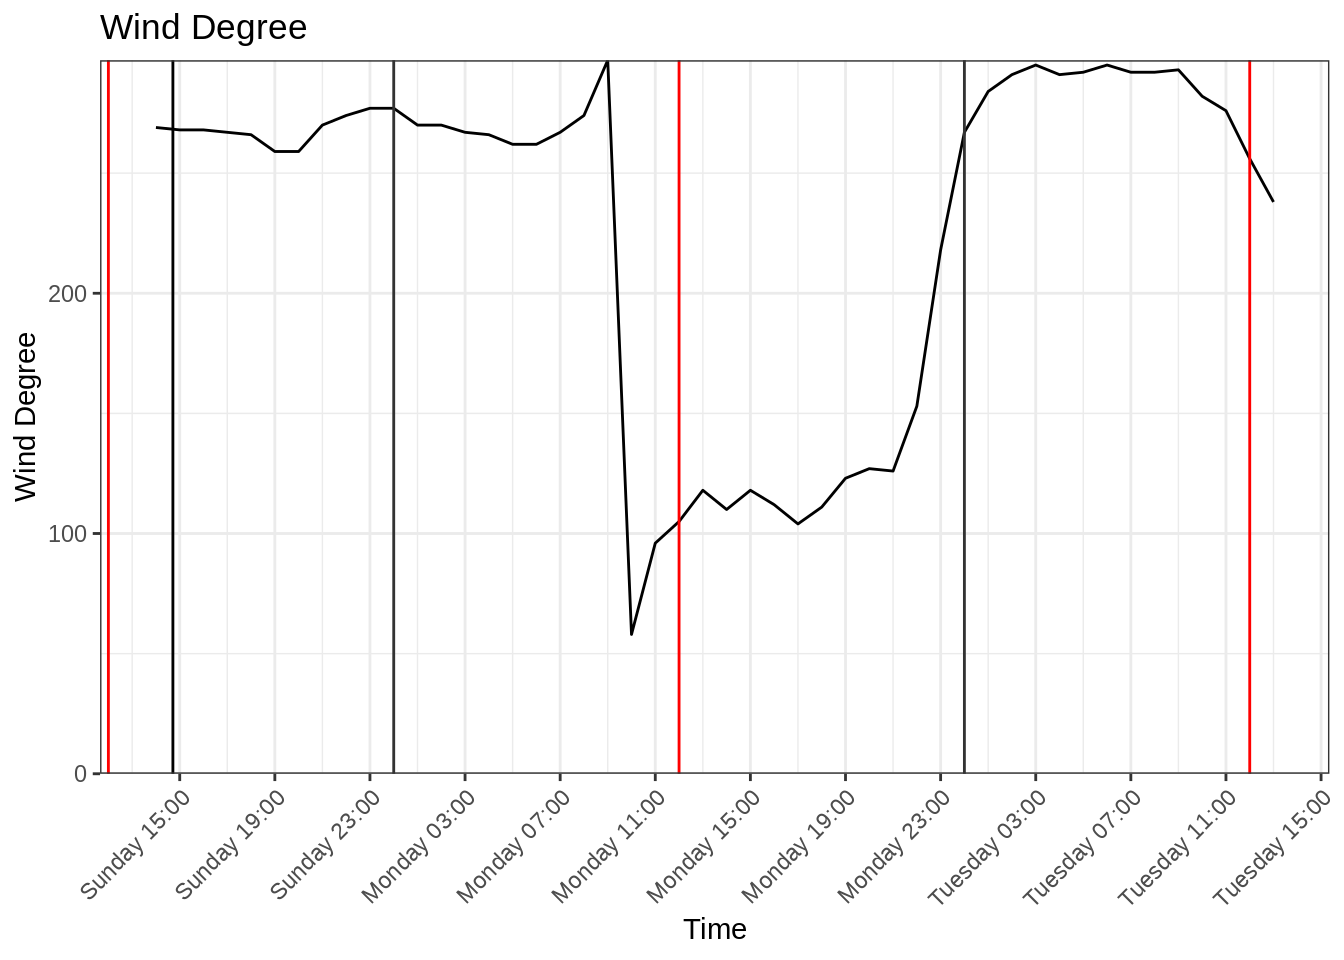 Wind Degree
Wind Degree
200
100
0
Sunday 15:00
Sunday 19:00
Sunday 23:00
Monday 03:00
Monday 07:00
Monday 11:00
Monday 15:00
Monday 19:00
Monday 23:00
Tuesday 03:00
Tuesday 07:00
Tuesday 11:00
Tuesday 15:00
Time